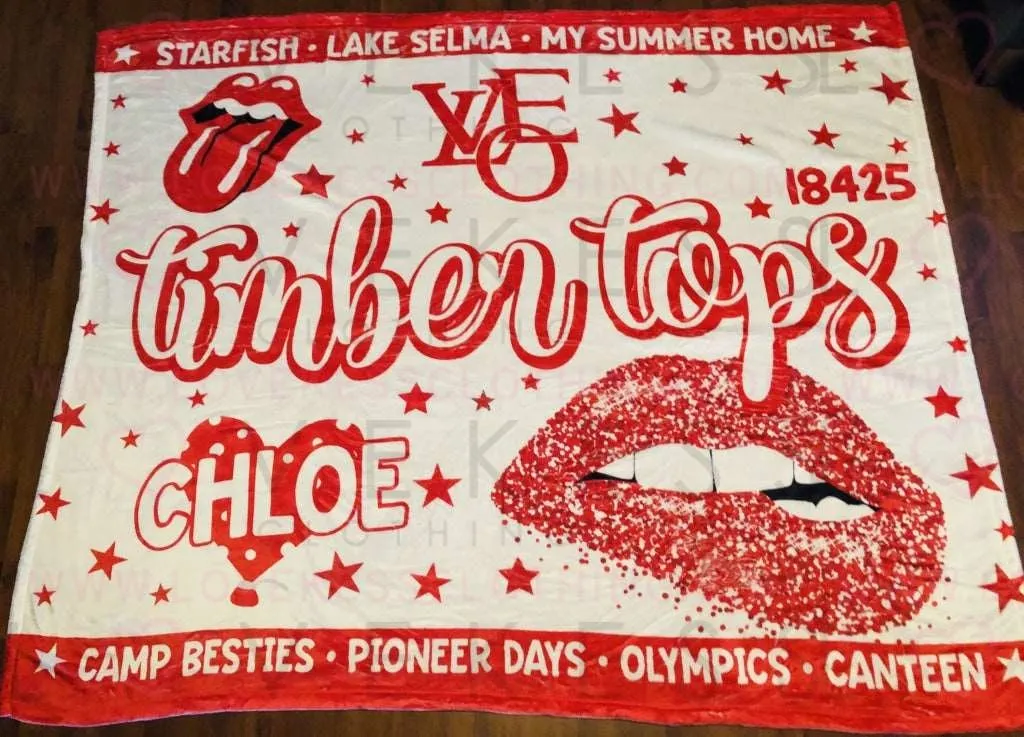 STARFISH · LAKE SELMA · MY SUMMER HOME
LOVE
18425
timber tops
CHLOE
CAMP BESTIES · PIONEER DAYS · OLYMPICS · CANTEEN